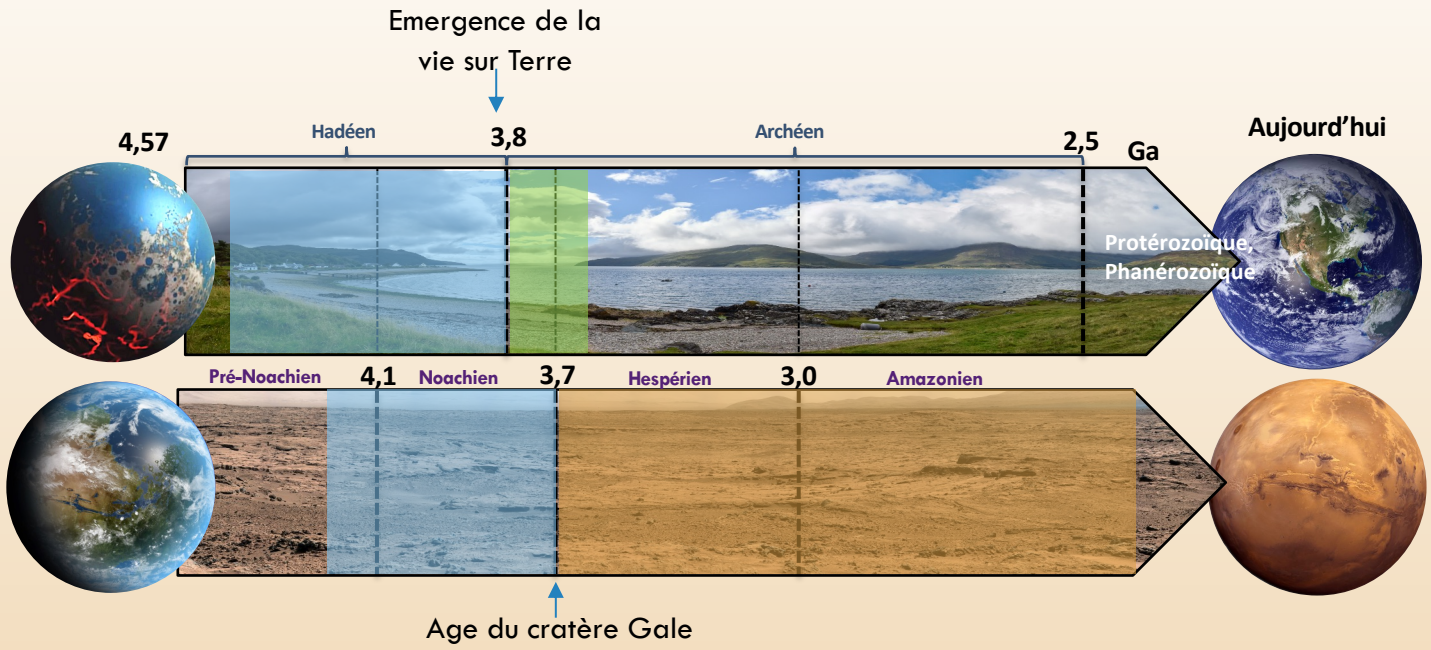 Emergence de la
vie sur Terre
4,57
Hadéen
3,8
Archéen
2,5
Ga
Aujourd'hui
Protérozoïque,
Phanérozoïque
Pré-Noachien
4,1
Noachien
3,7
Hespérien
3,0
Amazonien
Age du cratère Gale